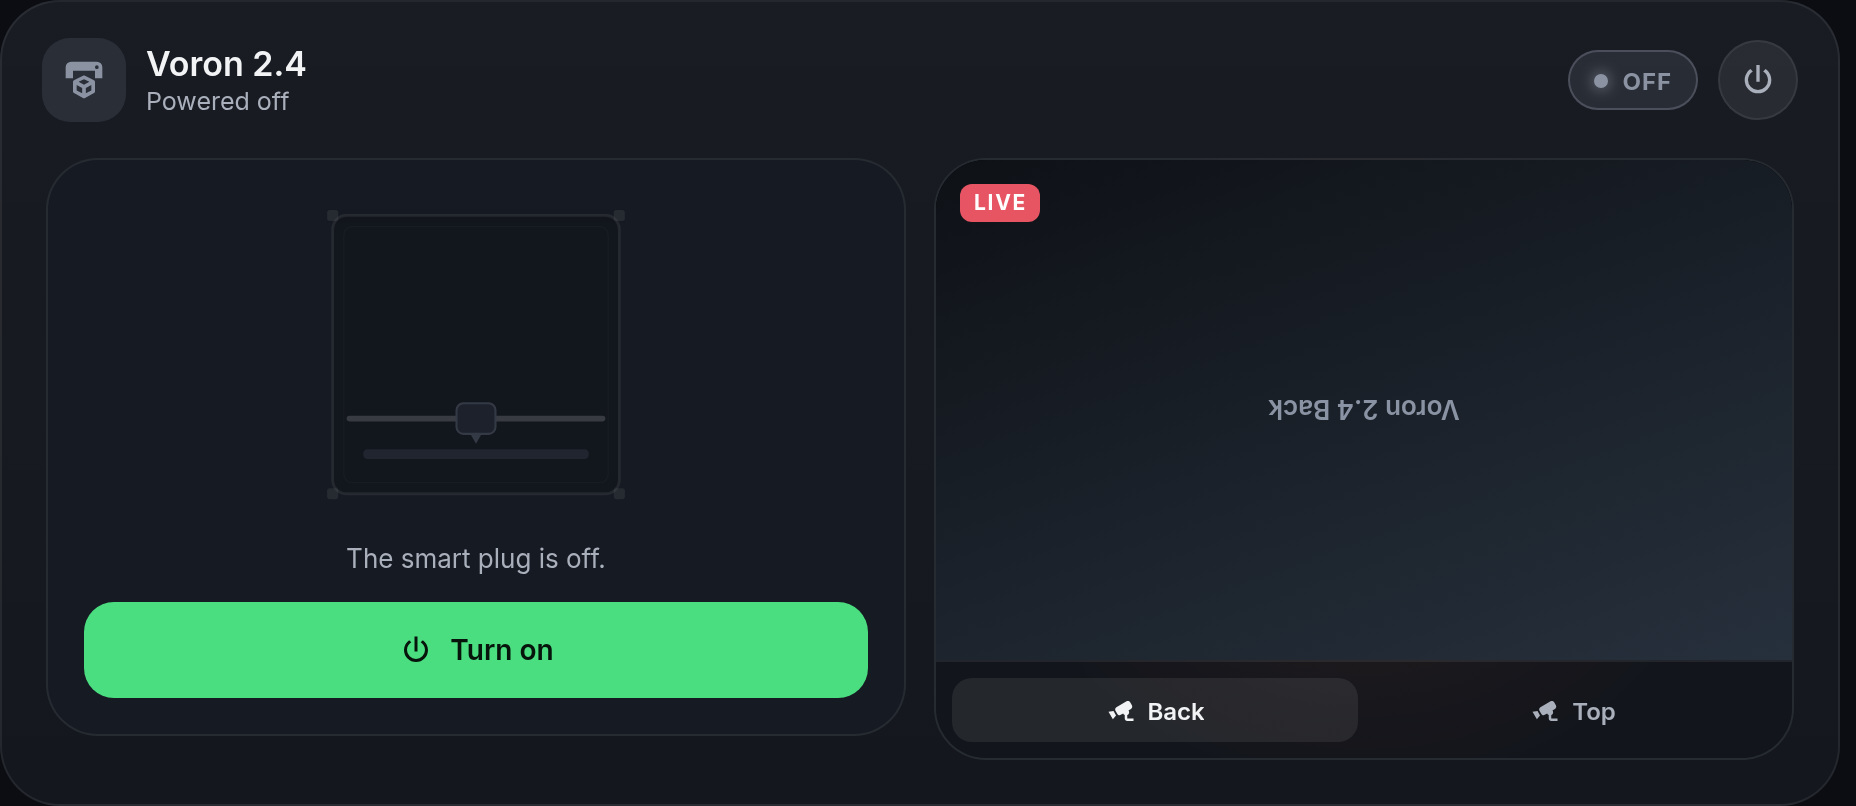 Voron 2.4
Powered off
OFF
LIVE
Voron 2.4 Back
The smart plug is off.
Turn on
Back
Top